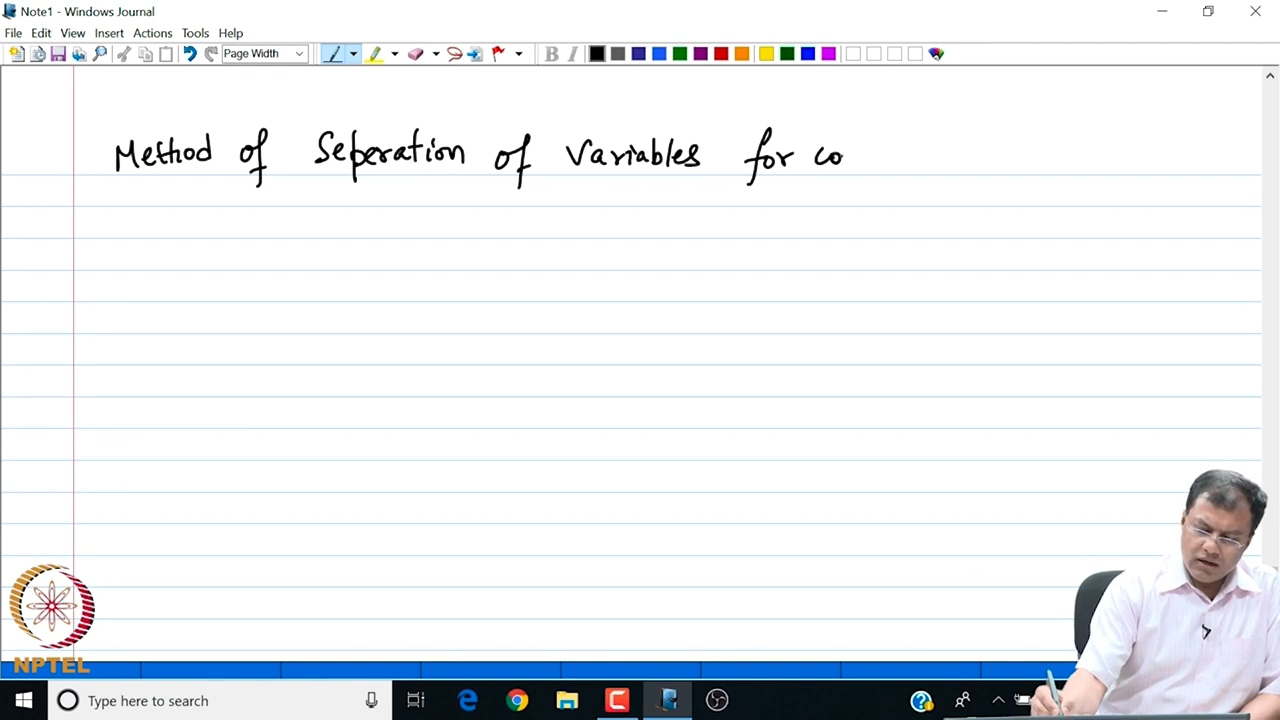 Note1 - Windows Journal
File Edit View Insert Actions Tools Help
Page Width
B I
Method of Seperation of Variables for co
NPTEL
Type here to search